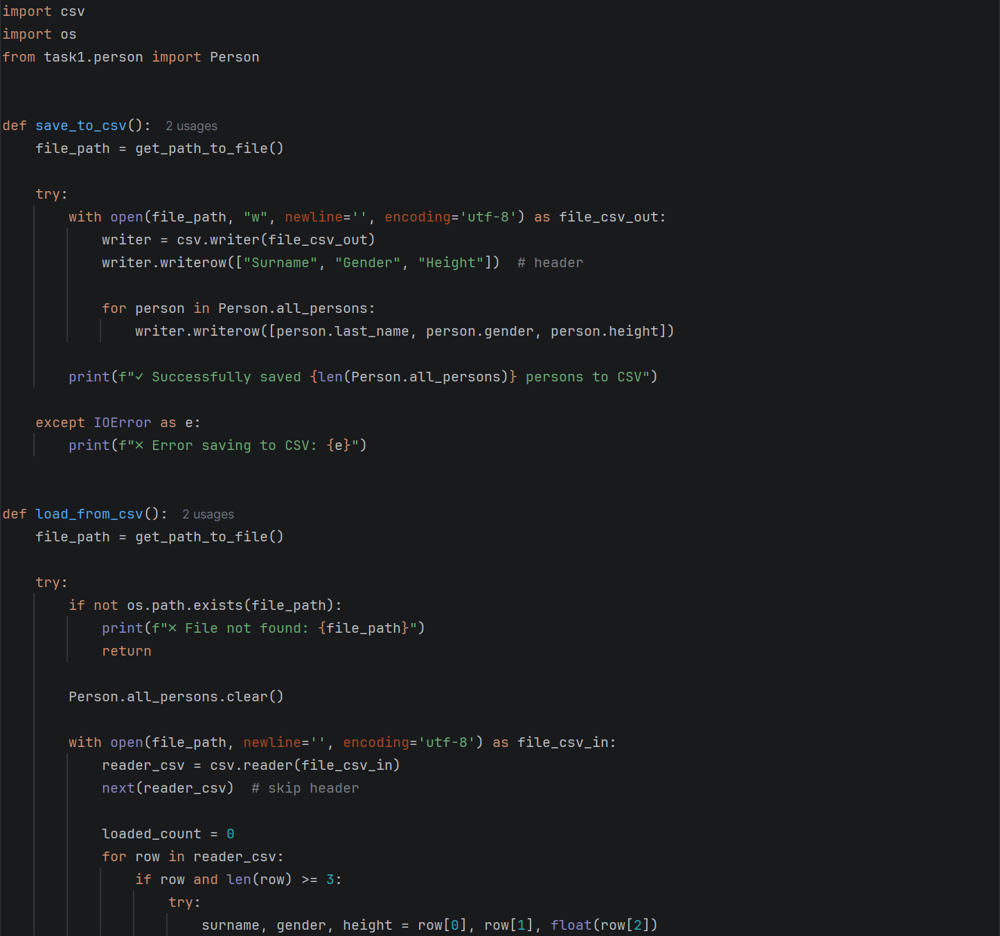 import csv
import os
from task1.person import Person
def save_to_csv():  2 usages
    file_path = get_path_to_file()
    try:
        with open(file_path, "w", newline='', encoding='utf-8') as file_csv_out:
            writer = csv.writer(file_csv_out)
            writer.writerow(["Surname", "Gender", "Height"])  # header
            for person in Person.all_persons:
                writer.writerow([person.last_name, person.gender, person.height])
        print(f"✓ Successfully saved {len(Person.all_persons)} persons to CSV")
    except IOError as e:
        print(f"✗ Error saving to CSV: {e}")
def load_from_csv():  2 usages
    file_path = get_path_to_file()
    try:
        if not os.path.exists(file_path):
            print(f"✗ File not found: {file_path}")
            return
        Person.all_persons.clear()
        with open(file_path, newline='', encoding='utf-8') as file_csv_in:
            reader_csv = csv.reader(file_csv_in)
            next(reader_csv)  # skip header
            loaded_count = 0
            for row in reader_csv:
                if row and len(row) >= 3:
                    try:
                        surname, gender, height = row[0], row[1], float(row[2])